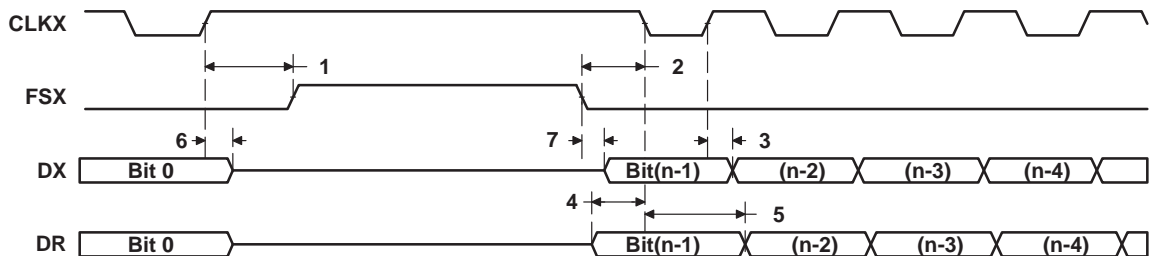 CLKX
1 2
FSX
6 7 3
DX Bit 0 Bit(n-1) (n-2) (n-3) (n-4)
4 5
DR Bit 0 Bit(n-1) (n-2) (n-3) (n-4)